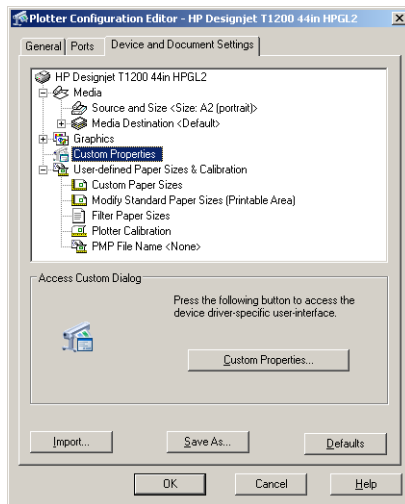 Plotter Configuration Editor - HP Designjet T1200 44in HPGL2
General Ports Device and Document Settings
HP Designjet T1200 44in HPGL2
Media
Source and Size <Size: A2 (portrait)>
Media Destination <Default>
Graphics
Custom Properties
User-defined Paper Sizes & Calibration
Custom Paper Sizes
Modify Standard Paper Sizes (Printable Area)
Filter Paper Sizes
Plotter Calibration
PMP File Name <None>
Access Custom Dialog
Press the following button to access the
device driver-specific user-interface.
Custom Properties...
Import... Save As... Defaults
OK Cancel Help